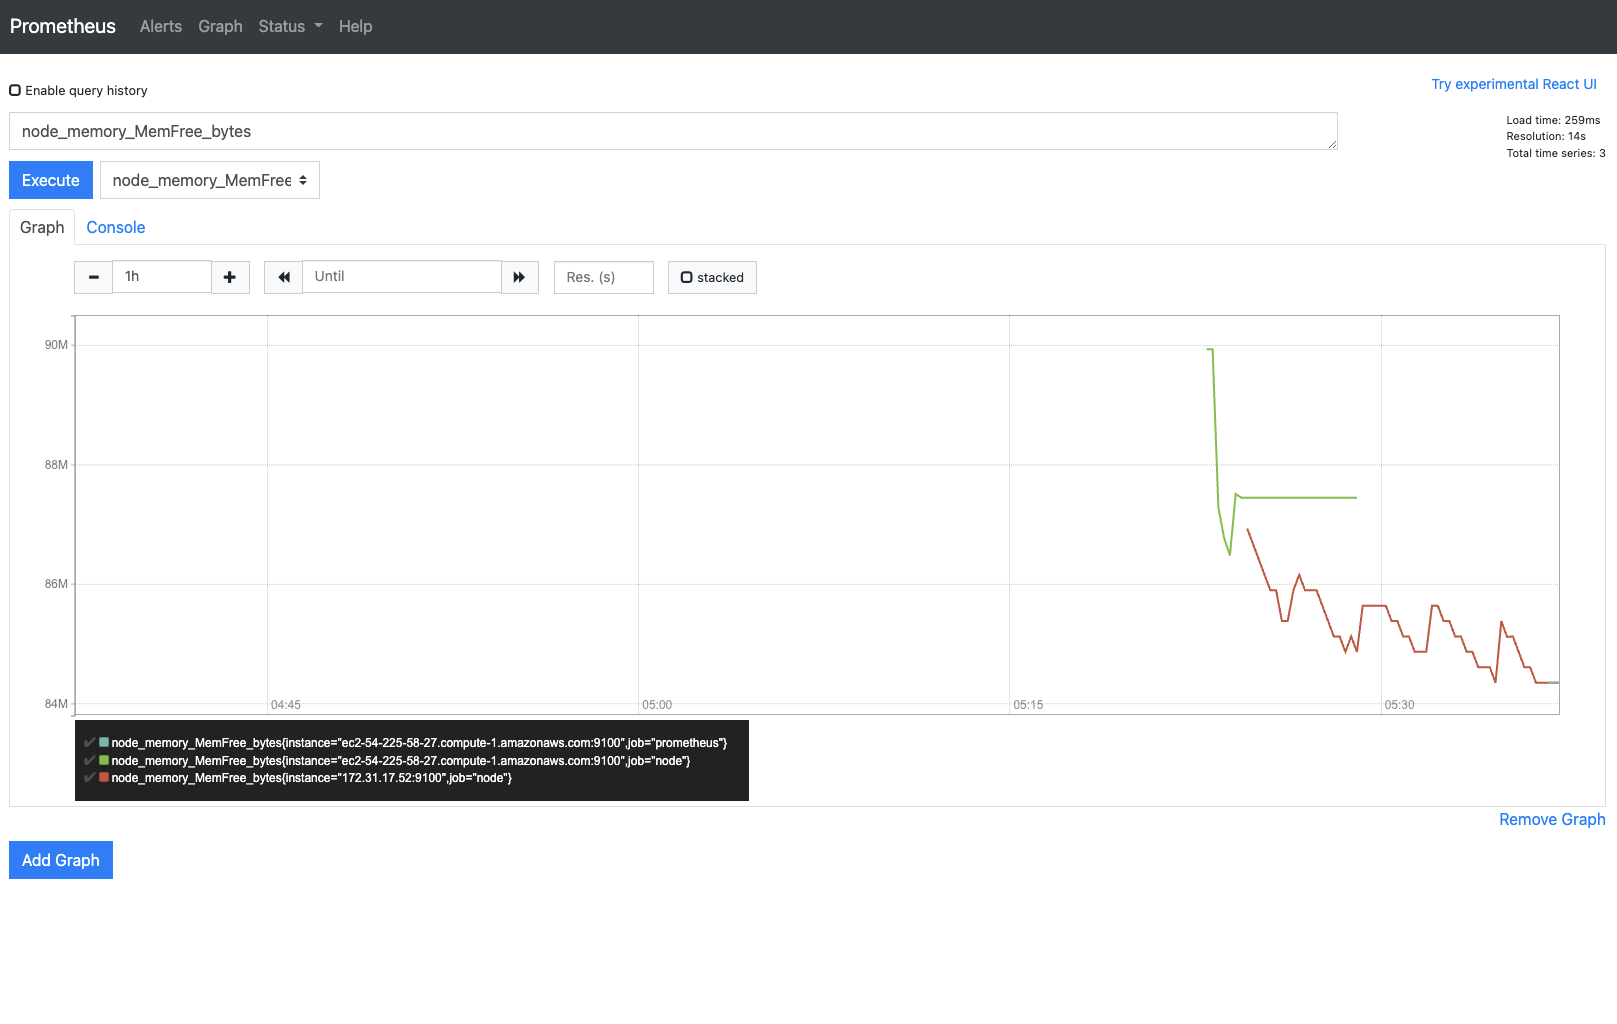 Prometheus Alerts Graph Status Help
Enable query history
Try experimental React UI
node_memory_MemFree_bytes
Load time: 259ms
Resolution: 14s
Total time series: 3
Execute node_memory_MemFree
Graph Console
1h Until Res. (s) stacked
90M
88M
86M
84M
04:45 05:00 05:15 05:30
node_memory_MemFree_bytes{instance="ec2-54-225-58-27.compute-1.amazonaws.com:9100",job="prometheus"}
node_memory_MemFree_bytes{instance="ec2-54-225-58-27.compute-1.amazonaws.com:9100",job="node"}
node_memory_MemFree_bytes{instance="172.31.17.52:9100",job="node"}
Remove Graph
Add Graph